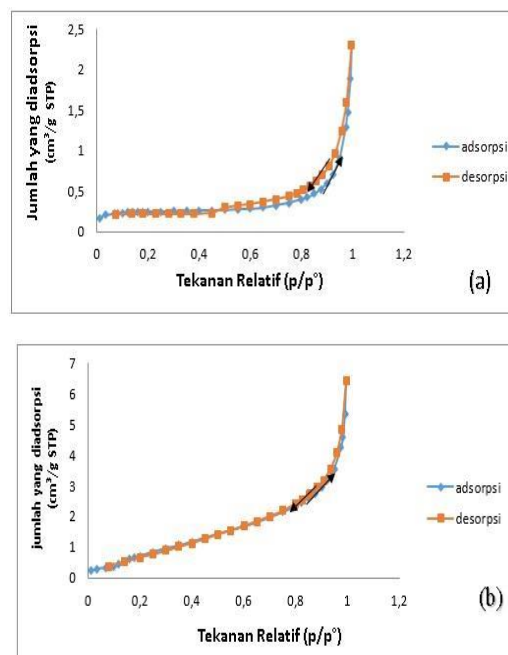 2,5
2
1,5
1
0,5
0
Jumlah yang diadsorpsi
(cm³/g STP)
adsorpsi
desorpsi
0 0,2 0,4 0,6 0,8 1 1,2
Tekanan Relatif (p/p°)
(a)
7
6
5
4
3
2
1
0
jumlah yang diadsorpsi
(cm³/g STP)
adsorpsi
desorpsi
0 0,2 0,4 0,6 0,8 1 1,2
Tekanan Relatif (p/p°)
(b)